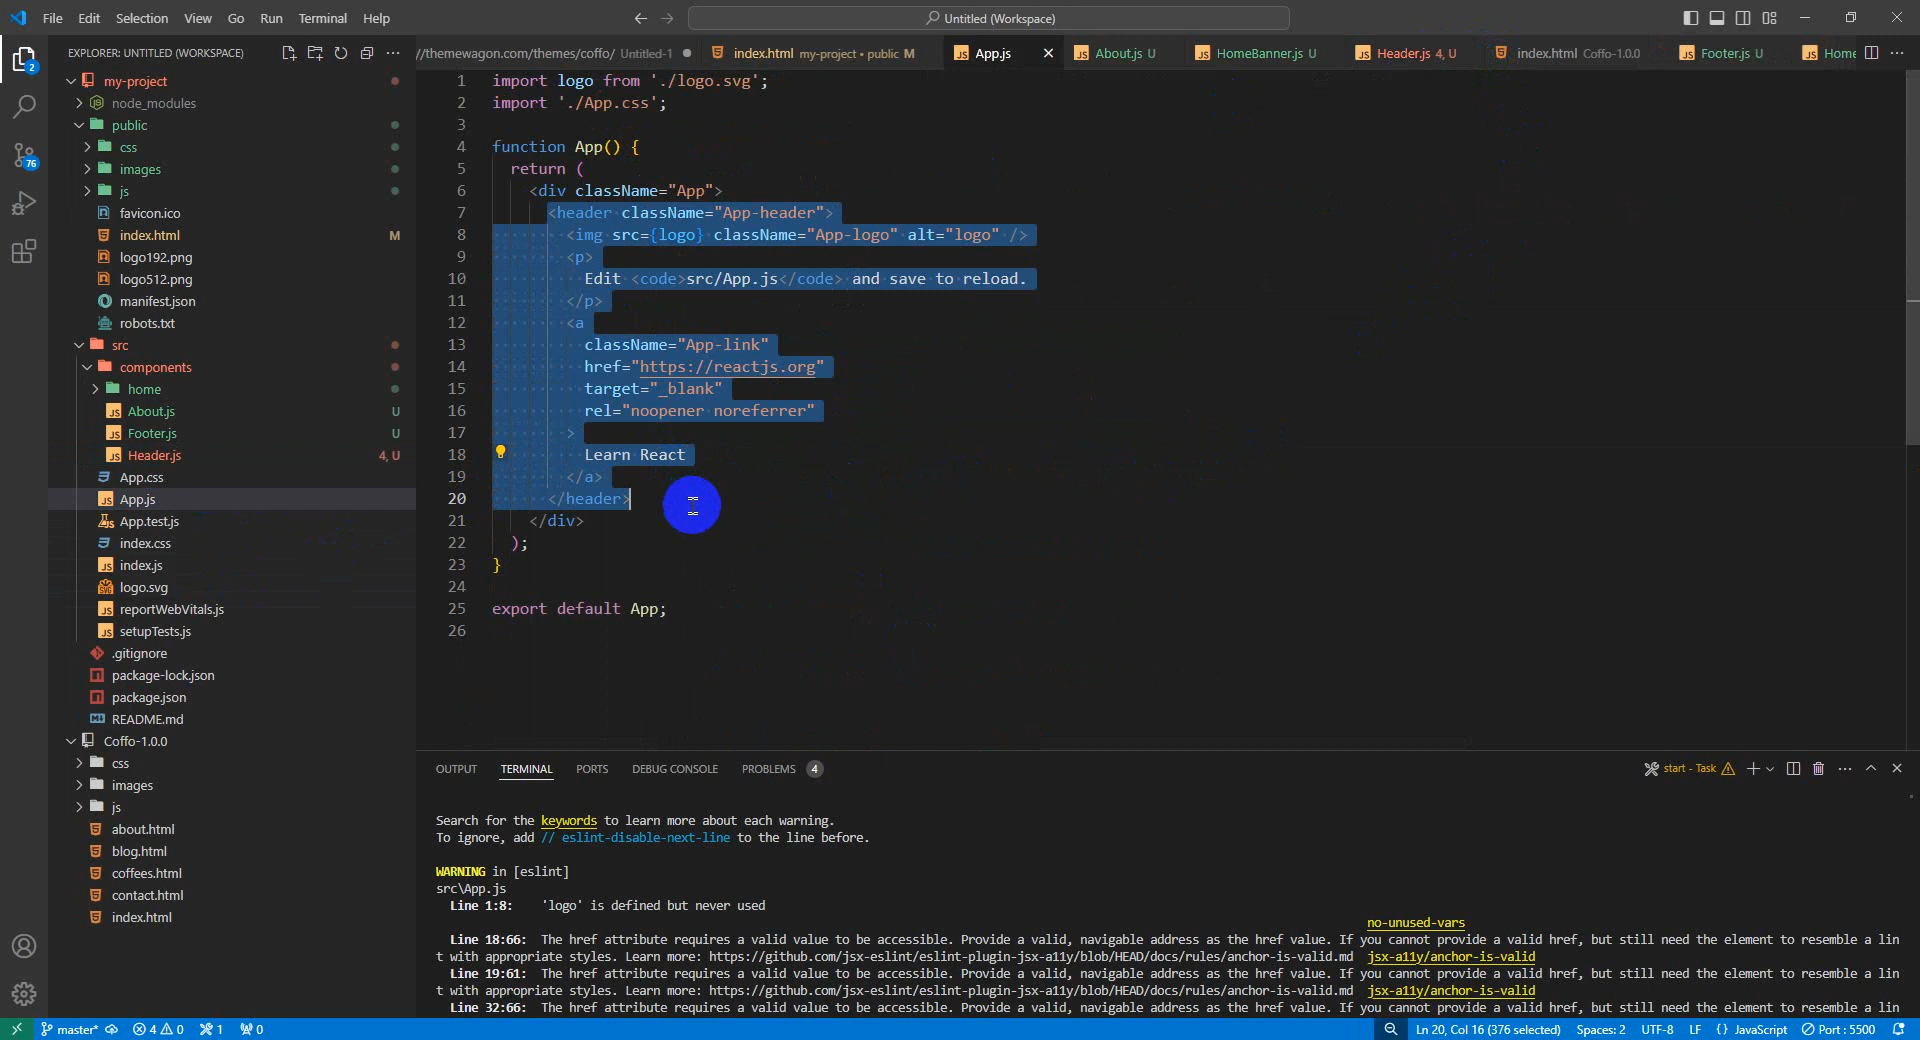 File Edit Selection View Go Run Terminal Help
Untitled (Workspace)
EXPLORER: UNTITLED (WORKSPACE)
//themewagon.com/themes/coffo/ Untitled-1
index.html my-project • public M
App.js
About.js U
HomeBanner.js U
Header.js 4, U
index.html Coffo-1.0.0
Footer.js U
Home
2
76
my-project
node_modules
public
css
images
js
favicon.ico
index.html M
logo192.png
logo512.png
manifest.json
robots.txt
src
components
home
About.js U
Footer.js U
Header.js 4, U
App.css
App.js
App.test.js
index.css
index.js
logo.svg
reportWebVitals.js
setupTests.js
.gitignore
package-lock.json
package.json
README.md
Coffo-1.0.0
css
images
js
about.html
blog.html
coffees.html
contact.html
index.html
1 import logo from './logo.svg';
2 import './App.css';
3
4 function App() {
5 return (
6 <div className="App">
7 <header className="App-header">
8 <img src={logo} className="App-logo" alt="logo" />
9 <p>
10 Edit <code>src/App.js</code> and save to reload.
11 </p>
12 <a
13 className="App-link"
14 href="https://reactjs.org"
15 target="_blank"
16 rel="noopener noreferrer"
17 >
18 Learn React
19 </a>
20 </header>
21 </div>
22 );
23 }
24
25 export default App;
26
OUTPUT TERMINAL PORTS DEBUG CONSOLE PROBLEMS 4
start - Task
Search for the keywords to learn more about each warning.
To ignore, add // eslint-disable-next-line to the line before.
WARNING in [eslint]
src\App.js
Line 1:8: 'logo' is defined but never used
no-unused-vars
Line 18:66: The href attribute requires a valid value to be accessible. Provide a valid, navigable address as the href value. If you cannot provide a valid href, but still need the element to resemble a lin
t with appropriate styles. Learn more: https://github.com/jsx-eslint/eslint-plugin-jsx-a11y/blob/HEAD/docs/rules/anchor-is-valid.md jsx-a11y/anchor-is-valid
Line 19:61: The href attribute requires a valid value to be accessible. Provide a valid, navigable address as the href value. If you cannot provide a valid href, but still need the element to resemble a lin
t with appropriate styles. Learn more: https://github.com/jsx-eslint/eslint-plugin-jsx-a11y/blob/HEAD/docs/rules/anchor-is-valid.md jsx-a11y/anchor-is-valid
Line 32:66: The href attribute requires a valid value to be accessible. Provide a valid, navigable address as the href value. If you cannot provide a valid href, but still need the element to resemble a lin
master* 4 0 1 0
Ln 20, Col 16 (376 selected) Spaces: 2 UTF-8 LF {} JavaScript Port : 5500